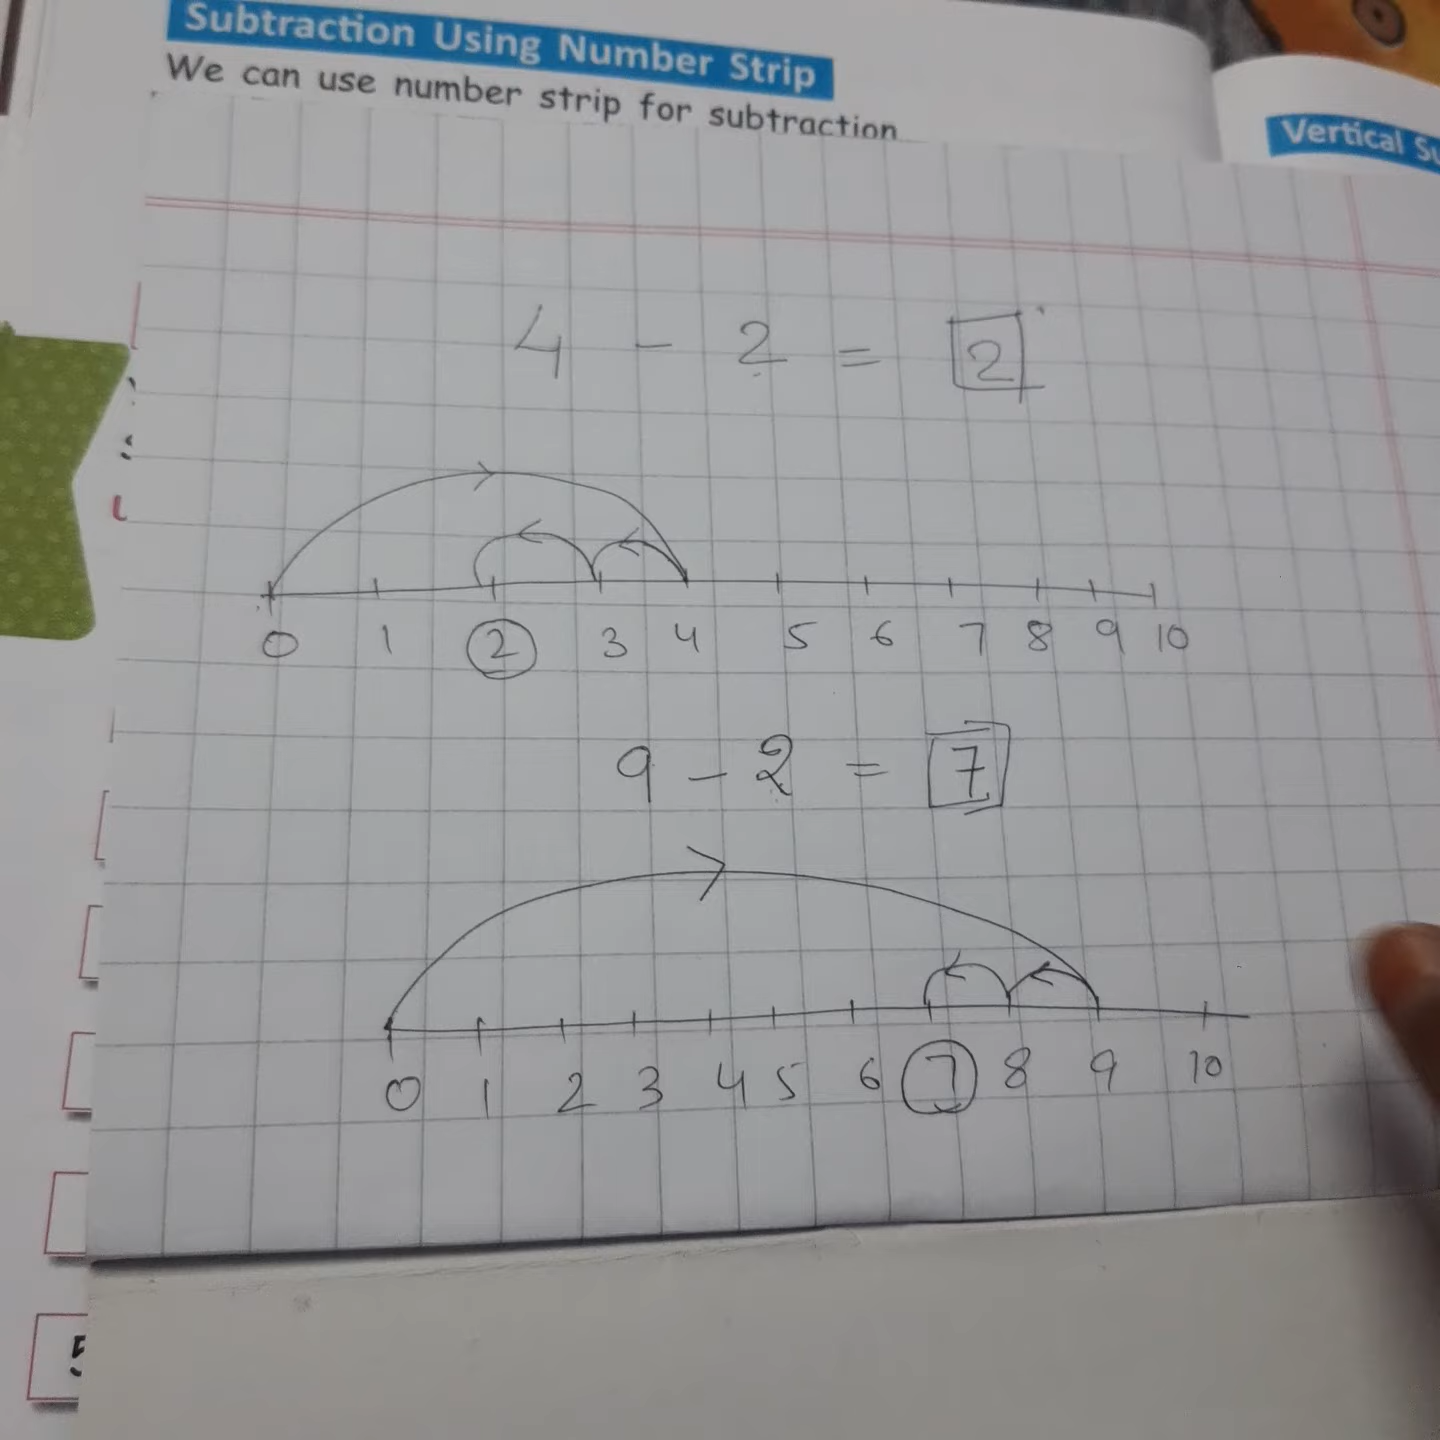 Subtraction Using Number Strip
We can use number strip for subtraction
Vertical Su
4 - 2 = 2
0 1 2 3 4 5 6 7 8 9 10
9 - 2 = 7
0 1 2 3 4 5 6 7 8 9 10
5